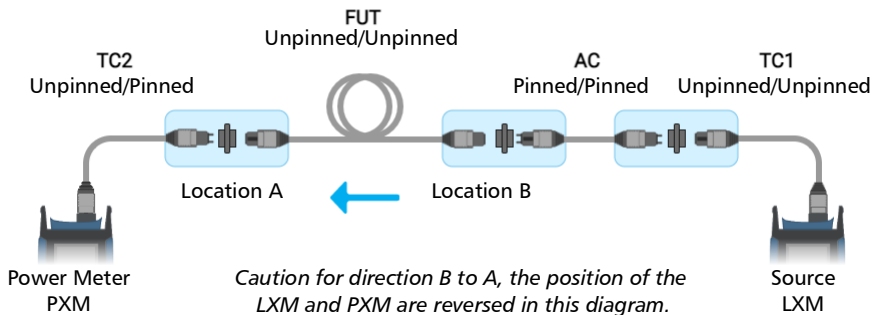 FUT
Unpinned/Unpinned
TC2
Unpinned/Pinned
AC
Pinned/Pinned
TC1
Unpinned/Unpinned
Location A
Location B
Power Meter
PXM
Caution for direction B to A, the position of the
LXM and PXM are reversed in this diagram.
Source
LXM